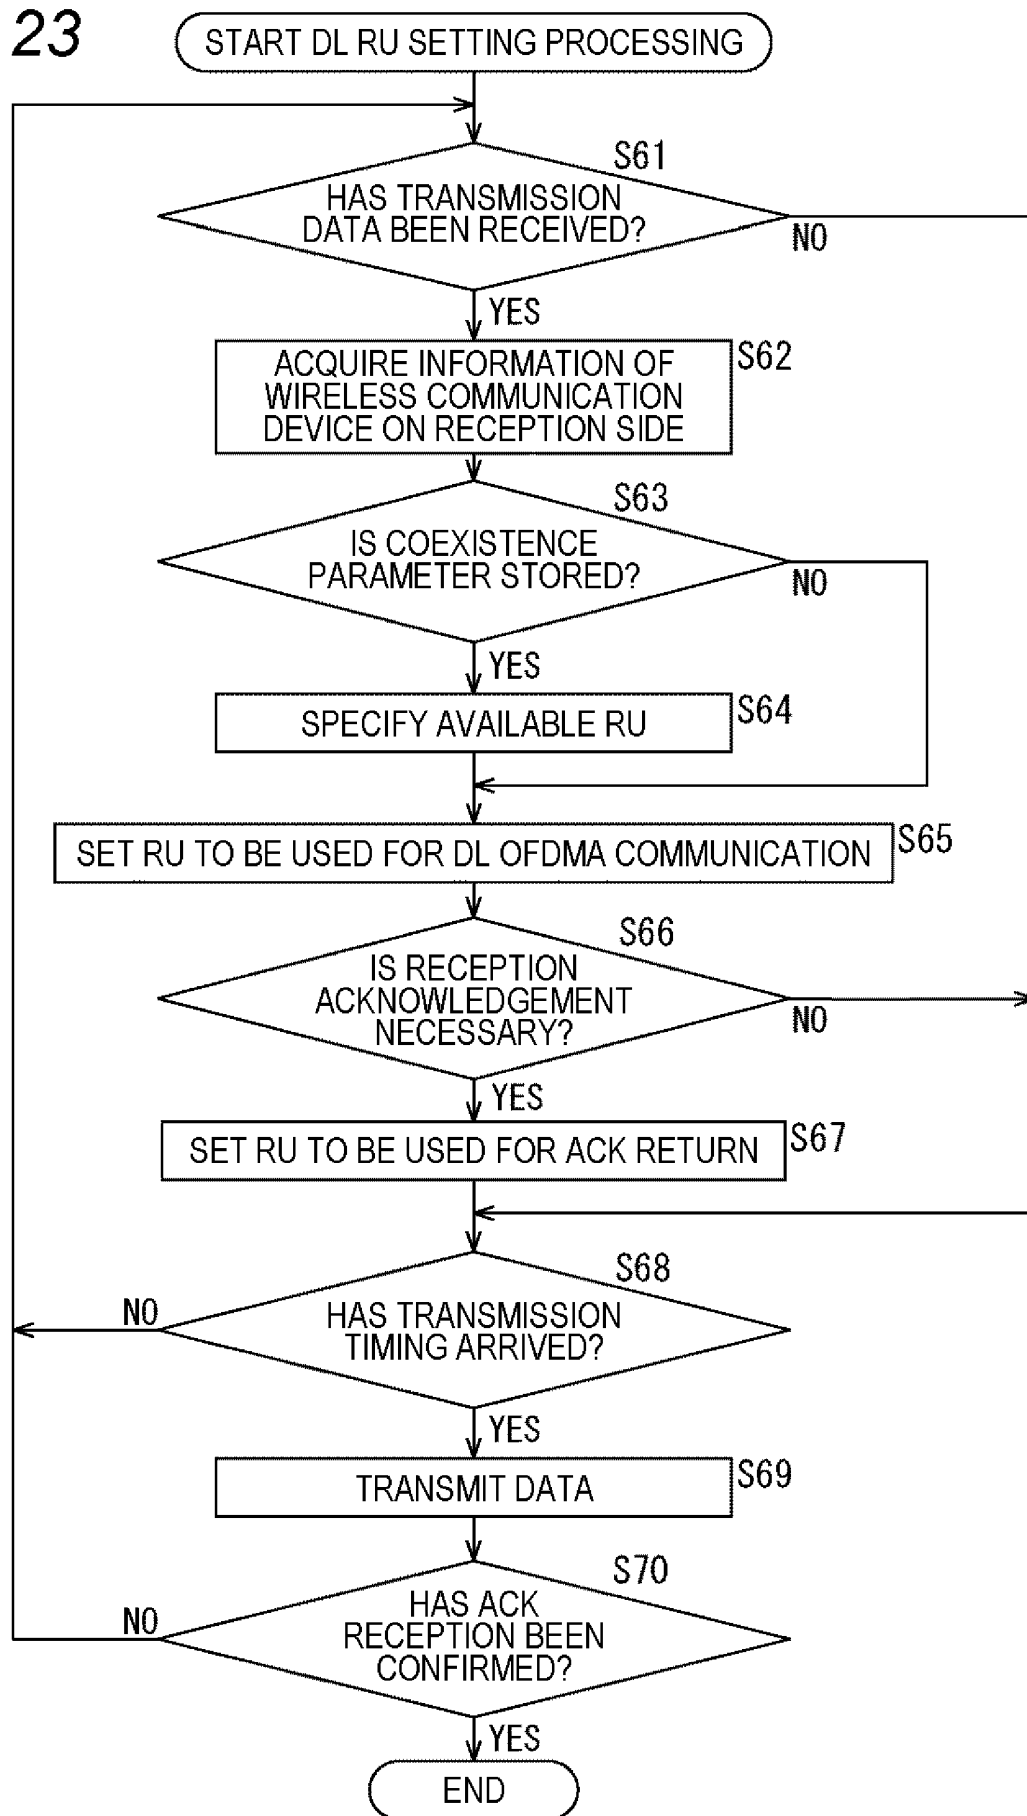 23
START DL RU SETTING PROCESSING
S61
HAS TRANSMISSION
DATA BEEN RECEIVED?
NO
YES
S62
ACQUIRE INFORMATION OF
WIRELESS COMMUNICATION
DEVICE ON RECEPTION SIDE
S63
IS COEXISTENCE
PARAMETER STORED?
NO
YES
S64
SPECIFY AVAILABLE RU
S65
SET RU TO BE USED FOR DL OFDMA COMMUNICATION
S66
IS RECEPTION
ACKNOWLEDGEMENT
NECESSARY?
NO
YES
S67
SET RU TO BE USED FOR ACK RETURN
S68
NO
HAS TRANSMISSION
TIMING ARRIVED?
YES
S69
TRANSMIT DATA
S70
NO
HAS ACK
RECEPTION BEEN
CONFIRMED?
YES
END